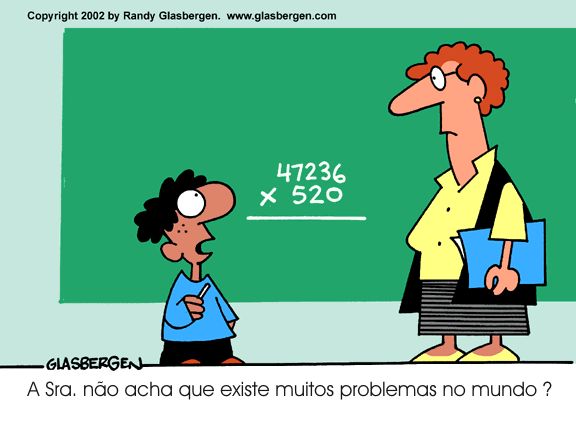 Copyright 2002 by Randy Glasbergen. www.glasbergen.com
47236
x 520
GLASBERGEN
A Sra. não acha que existe muitos problemas no mundo ?